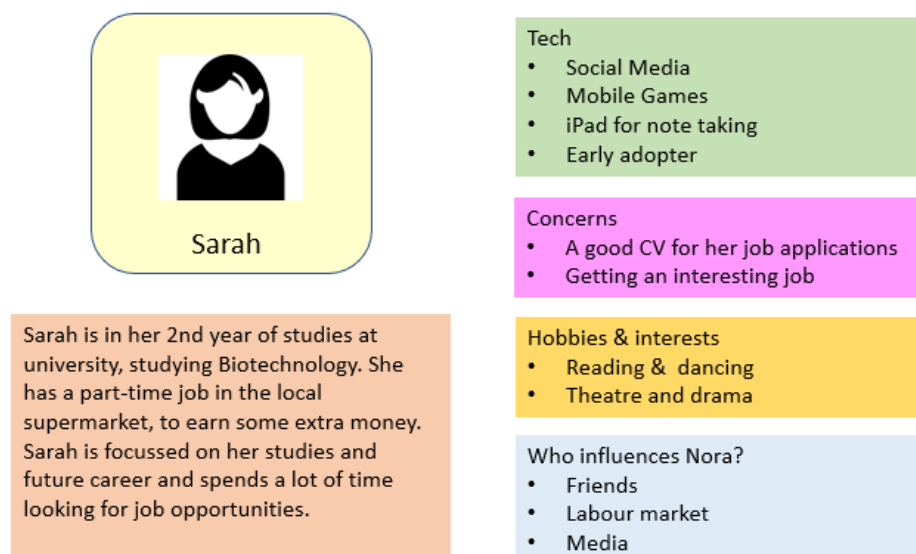 Sarah
Sarah is in her 2nd year of studies at
university, studying Biotechnology. She
has a part-time job in the local
supermarket, to earn some extra money.
Sarah is focussed on her studies and
future career and spends a lot of time
looking for job opportunities.
Tech
• Social Media
• Mobile Games
• iPad for note taking
• Early adopter
Concerns
• A good CV for her job applications
• Getting an interesting job
Hobbies & interests
• Reading & dancing
• Theatre and drama
Who influences Nora?
• Friends
• Labour market
• Media